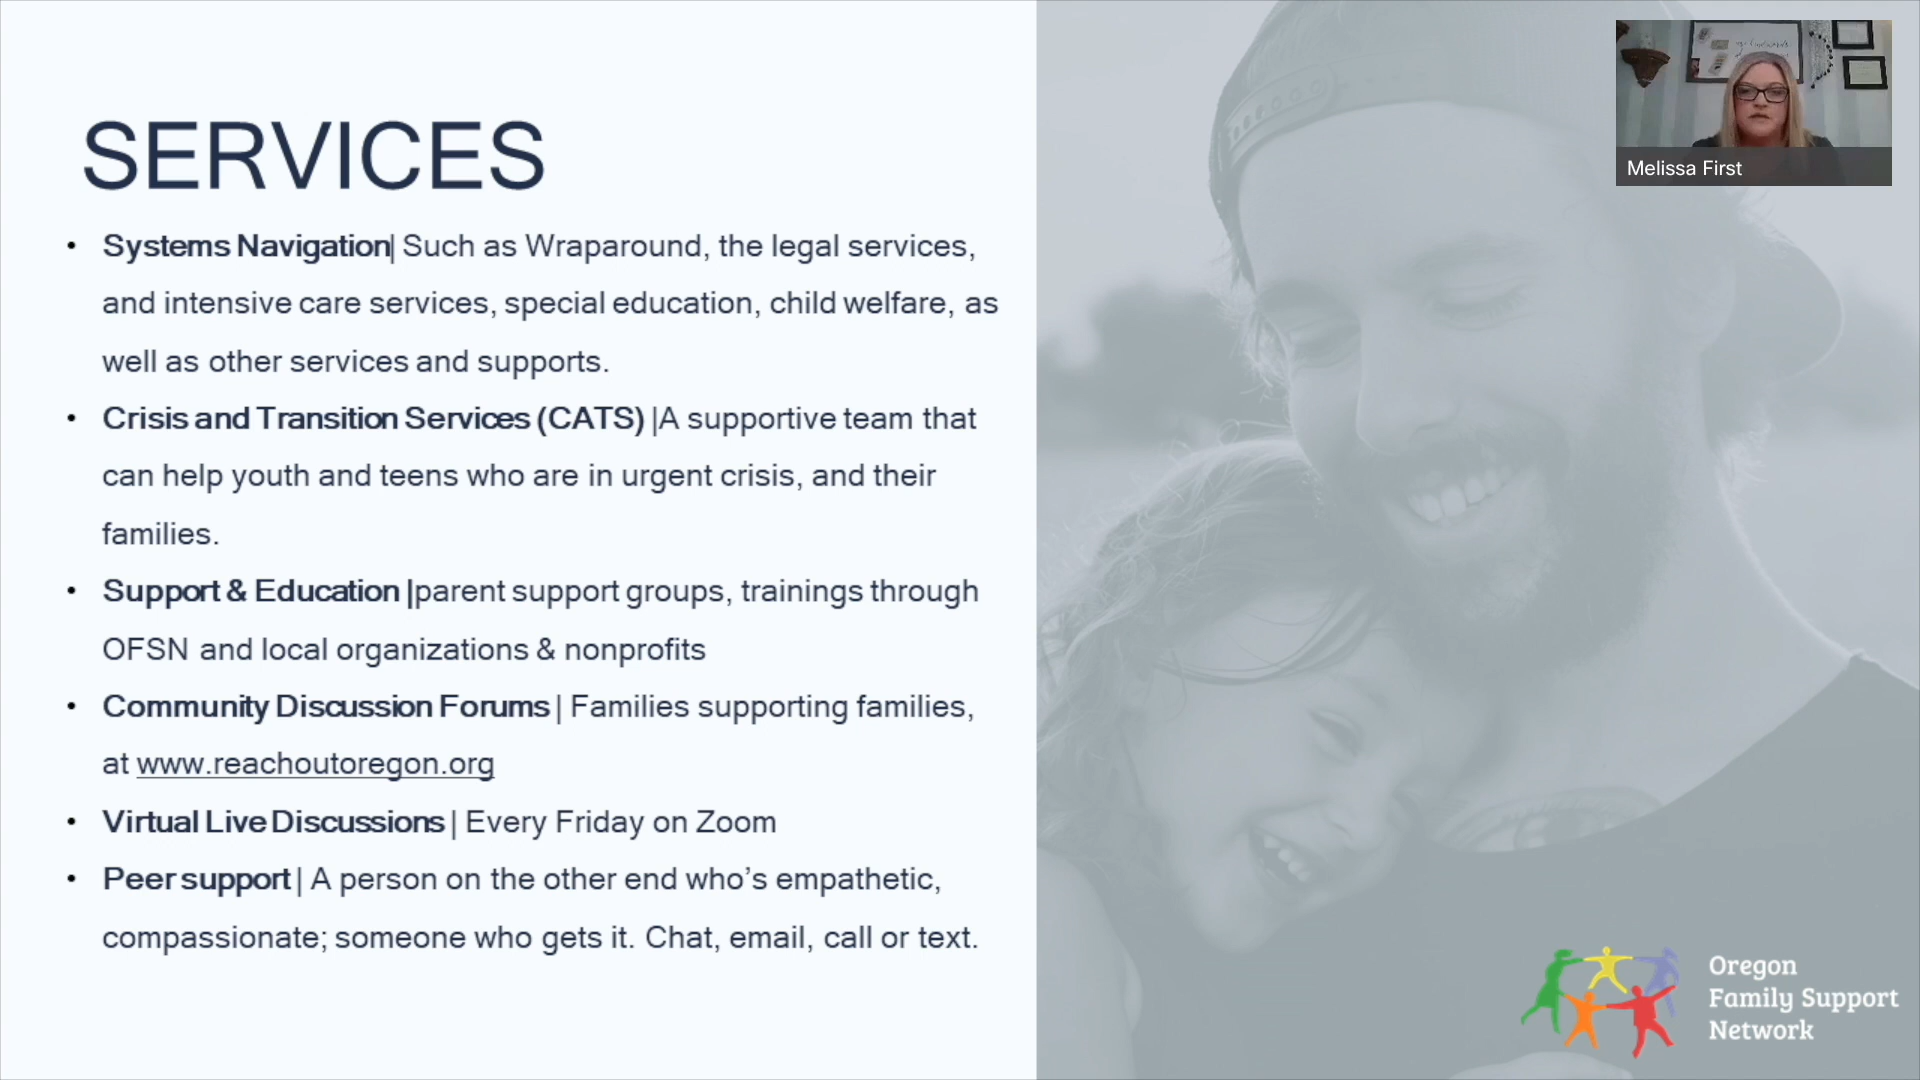 SERVICES
• Systems Navigation| Such as Wraparound, the legal services,
and intensive care services, special education, child welfare, as
well as other services and supports.
• Crisis and Transition Services (CATS) |A supportive team that
can help youth and teens who are in urgent crisis, and their
families.
• Support & Education |parent support groups, trainings through
OFSN and local organizations & nonprofits
• Community Discussion Forums | Families supporting families,
at www.reachoutoregon.org
• Virtual Live Discussions | Every Friday on Zoom
• Peer support | A person on the other end who’s empathetic,
compassionate; someone who gets it. Chat, email, call or text.
Melissa First
Oregon
Family Support
Network